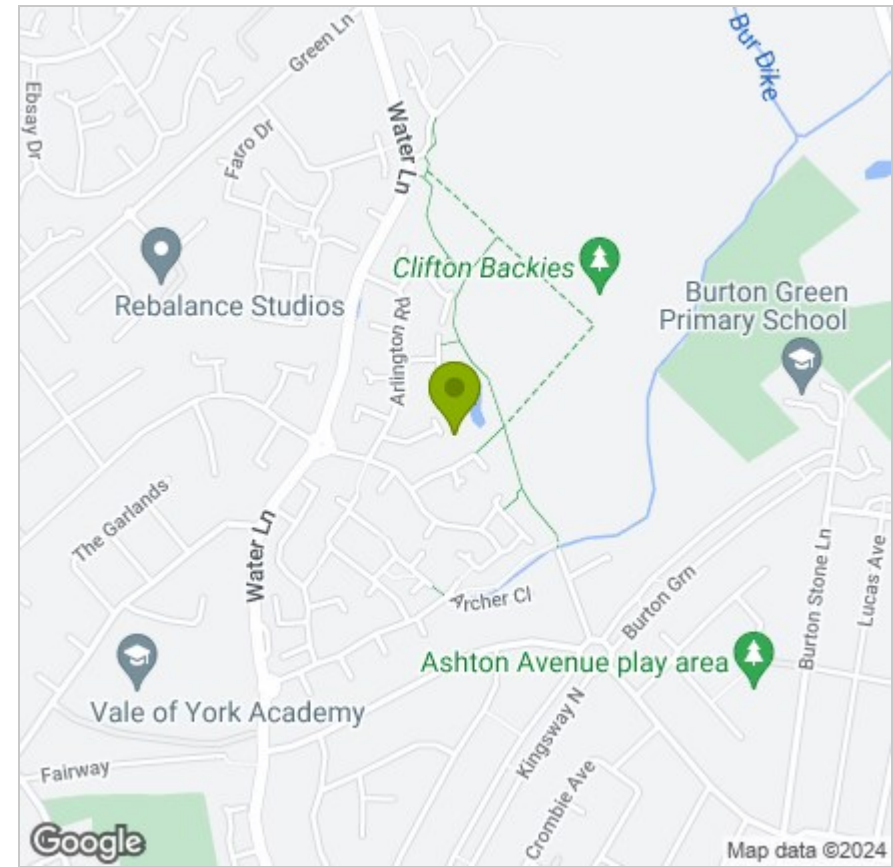 Green Ln
Ebsay Dr
Fatro Dr
Water Ln
Bur Dike
Clifton Backies
Rebalance Studios
Arlington Rd
Burton Green
Primary School
The Garlands
Water Ln
Archer Cl
Burton Grn
Burton Stone Ln
Lucas Ave
Ashton Avenue play area
Vale of York Academy
Kingsway N
Fairway
Crombie Ave
Google
Map data ©2024